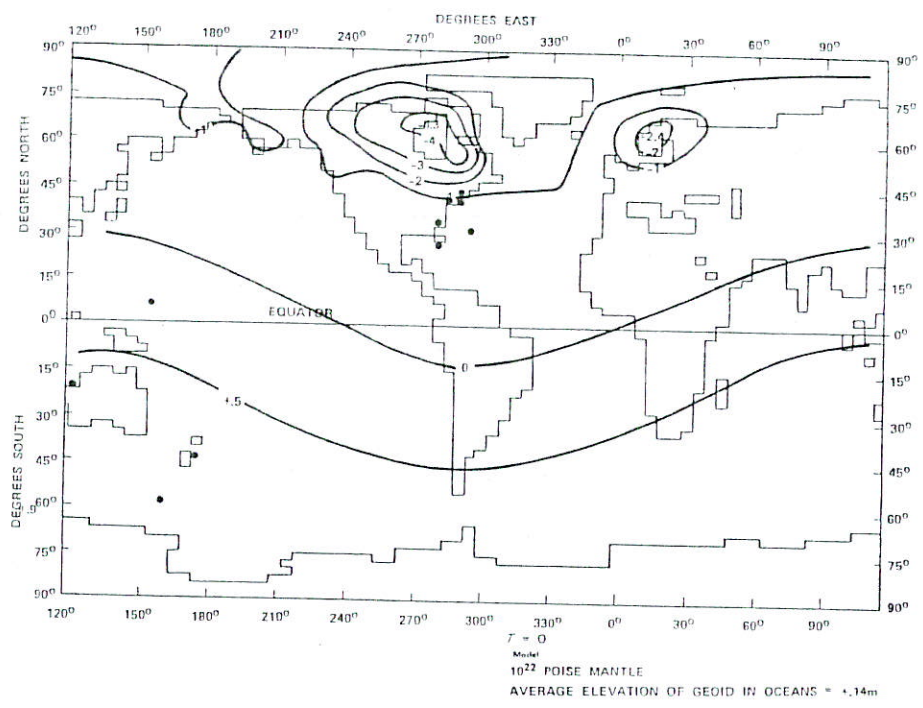 DEGREES EAST
120° 150° 180° 210° 240° 270° 300° 330° 0° 30° 90°
90° 90°
75° 75°
60° 60°
45° 45°
30° 30°
15° 15°
0° 0°
15° 15°
30° 30°
45° 45°
60° 60°
75° 75°
90° 90°
DEGREES NORTH
DEGREES SOUTH
-4
-3
-2
-2.4
-2
-1
EQUATOR
0
+.5
120° 150° 180° 210° 240° 270° 300° 330° 0° 30° 60° 90°
T = 0
Model
10²² POISE MANTLE
AVERAGE ELEVATION OF GEOID IN OCEANS = +.14m